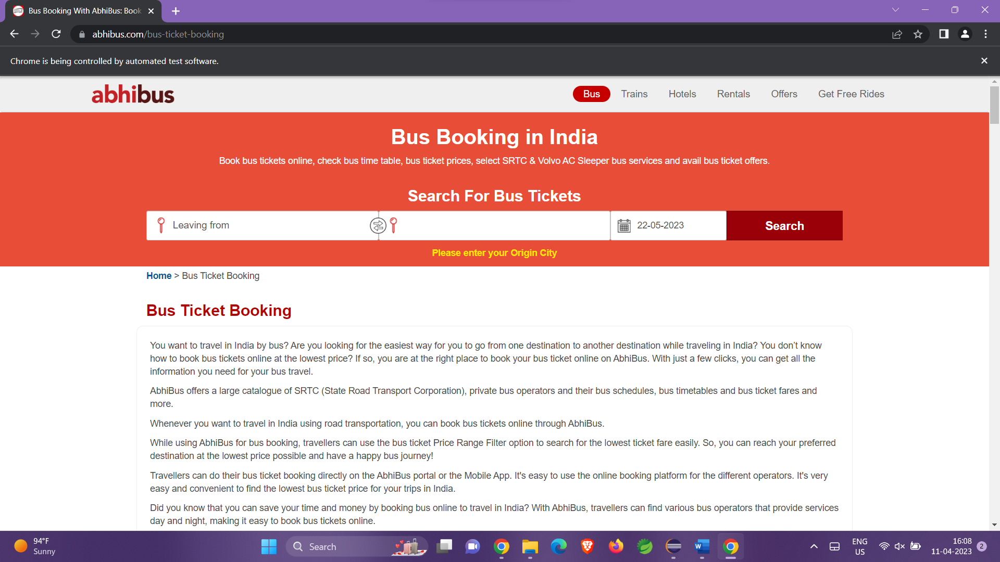 Bus Booking With AbhiBus: Book
abhibus.com/bus-ticket-booking
Chrome is being controlled by automated test software.
abhibus
Bus Trains Hotels Rentals Offers Get Free Rides
Bus Booking in India
Book bus tickets online, check bus time table, bus ticket prices, select SRTC & Volvo AC Sleeper bus services and avail bus ticket offers.
Search For Bus Tickets
Leaving from 22-05-2023 Search
Please enter your Origin City
Home > Bus Ticket Booking
Bus Ticket Booking
You want to travel in India by bus? Are you looking for the easiest way for you to go from one destination to another destination while traveling in India? You don’t know
how to book bus tickets online at the lowest price? If so, you are at the right place to book your bus ticket online on AbhiBus. With just a few clicks, you can get all the
information you need for your bus travel.
AbhiBus offers a large catalogue of SRTC (State Road Transport Corporation), private bus operators and their bus schedules, bus timetables and bus ticket fares and
more.
Whenever you want to travel in India using road transportation, you can book bus tickets online through AbhiBus.
While using AbhiBus for bus booking, travellers can use the bus ticket Price Range Filter option to search for the lowest ticket fare easily. So, you can reach your preferred
destination at the lowest price possible and have a happy bus journey!
Travellers can do their bus ticket booking directly on the AbhiBus portal or the Mobile App. It's easy to use the online booking platform for the different operators. It's very
easy and convenient to find the lowest bus ticket price for your trips in India.
Did you know that you can save your time and money by booking bus online to travel in India? With AbhiBus, travellers can find various bus operators that provide services
day and night, making it easy to book bus tickets online.
94°F
Sunny
Search
W
ENG
US
16:08
11-04-2023
2